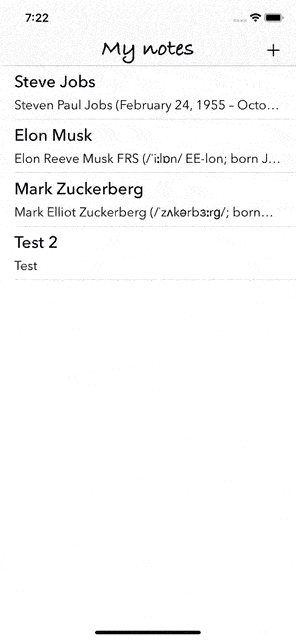 7:22
My notes +
Steve Jobs
Steven Paul Jobs (February 24, 1955 – Octo...
Elon Musk
Elon Reeve Musk FRS (/ˈiːlɒn/ EE-lon; born J...
Mark Zuckerberg
Mark Elliot Zuckerberg (/ˈzʌkərbɜːrɡ/; born...
Test 2
Test